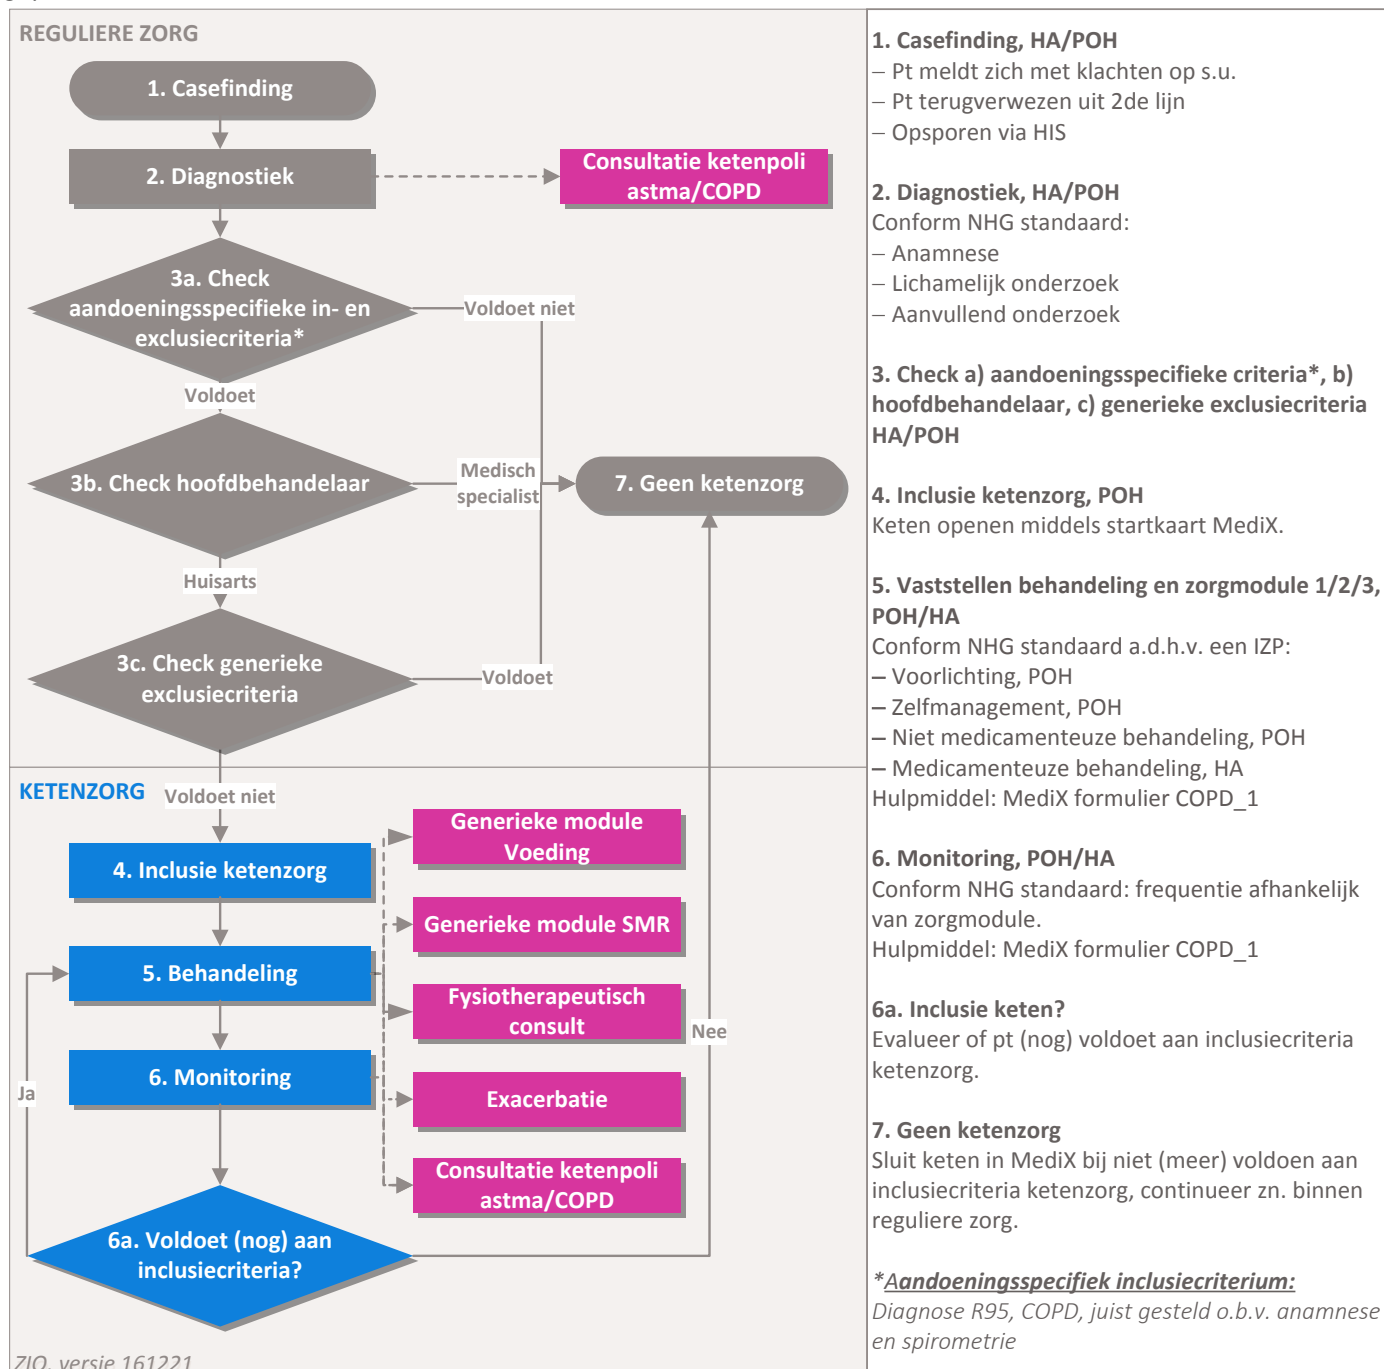 REGULIERE ZORG
1. Casefinding
2. Diagnostiek
Consultatie ketenpoli
astma/COPD
3a. Check
aandoeningsspecifieke in- en
exclusiecriteria*
Voldoet niet
Voldoet
3b. Check hoofdbehandelaar
Medisch
specialist
7. Geen ketenzorg
Huisarts
3c. Check generieke
exclusiecriteria
Voldoet
KETENZORG
Voldoet niet
4. Inclusie ketenzorg
Generieke module
Voeding
Generieke module SMR
5. Behandeling
Fysiotherapeutisch
consult
Nee
6. Monitoring
Ja
Exacerbatie
Consultatie ketenpoli
astma/COPD
6a. Voldoet (nog) aan
inclusiecriteria?
ZIO, versie 161221
1. Casefinding, HA/POH
– Pt meldt zich met klachten op s.u.
– Pt terugverwezen uit 2de lijn
– Opsporen via HIS
2. Diagnostiek, HA/POH
Conform NHG standaard:
– Anamnese
– Lichamelijk onderzoek
– Aanvullend onderzoek
3. Check a) aandoeningsspecifieke criteria*, b)
hoofdbehandelaar, c) generieke exclusiecriteria
HA/POH
4. Inclusie ketenzorg, POH
Keten openen middels startkaart MediX.
5. Vaststellen behandeling en zorgmodule 1/2/3,
POH/HA
Conform NHG standaard a.d.h.v. een IZP:
– Voorlichting, POH
– Zelfmanagement, POH
– Niet medicamenteuze behandeling, POH
– Medicamenteuze behandeling, HA
Hulpmiddel: MediX formulier COPD_1
6. Monitoring, POH/HA
Conform NHG standaard: frequentie afhankelijk
van zorgmodule.
Hulpmiddel: MediX formulier COPD_1
6a. Inclusie keten?
Evalueer of pt (nog) voldoet aan inclusiecriteria
ketenzorg.
7. Geen ketenzorg
Sluit keten in MediX bij niet (meer) voldoen aan
inclusiecriteria ketenzorg, continueer zn. binnen
reguliere zorg.
*Aandoeningsspecifiek inclusiecriterium:
Diagnose R95, COPD, juist gesteld o.b.v. anamnese
en spirometrie